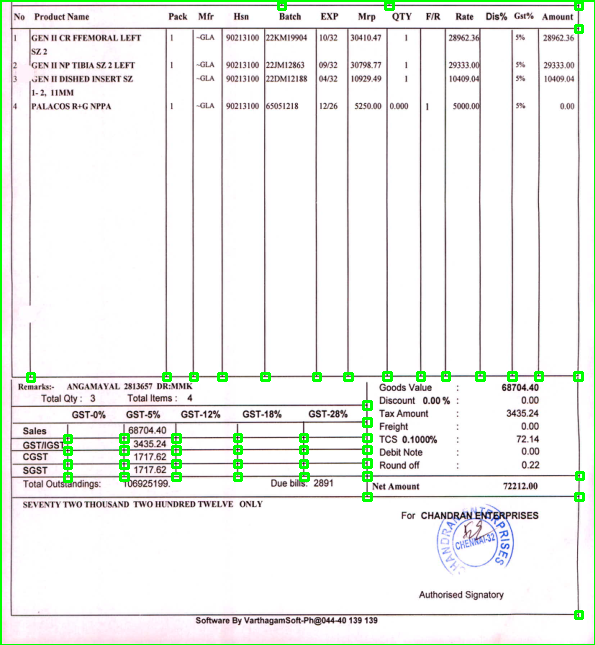 No Product Name Pack Mfr Hsn Batch EXP Mrp QTY F/R Rate Dis% Gst% Amount
1 GEN II CR FFEMORAL LEFT 1 ~GLA 90213100 22KM19904 10/32 30410.47 1 28962.36 5% 28962.36
SZ 2
2 GEN II NP TIBIA SZ 2 LEFT 1 ~GLA 90213100 22JM12863 09/32 30798.77 1 29333.00 5% 29333.00
3 GEN II DISHED INSERT SZ 1 ~GLA 90213100 22DM12188 04/32 10929.49 1 10409.04 5% 10409.04
1- 2, 11MM
4 PALACOS R+G NPPA 1 ~GLA 90213100 65051218 12/26 5250.00 0.000 1 5000.00 5% 0.00
Remarks:- ANGAMAYAL 2813657 DR:MMK
Total Qty : 3 Total Items : 4
GST-0% GST-5% GST-12% GST-18% GST-28%
Sales 68704.40
GST/IGST 3435.24
CGST 1717.62
SGST 1717.62
Total Outstandings: 106925199. Due bills: 2891
Goods Value : 68704.40
Discount 0.00 % : 0.00
Tax Amount : 3435.24
Freight : 0.00
TCS 0.1000% : 72.14
Debit Note : 0.00
Round off : 0.22
Net Amount 72212.00
SEVENTY TWO THOUSAND TWO HUNDRED TWELVE ONLY
For CHANDRAN ENTERPRISES
CHANDRAN ENTERPRISES
CHENNAI-32
Authorised Signatory
Software By VarthagamSoft-Ph@044-40 139 139